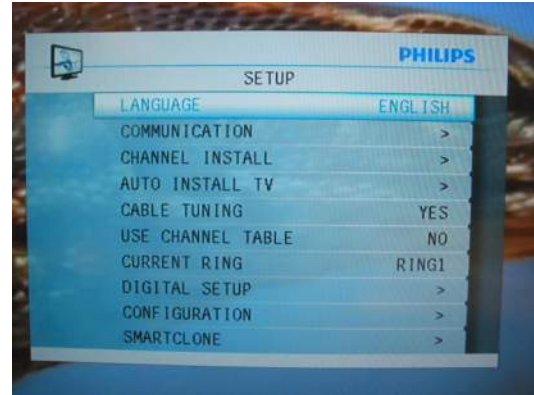 PHILIPS
SETUP
LANGUAGE ENGLISH
COMMUNICATION >
CHANNEL INSTALL >
AUTO INSTALL TV >
CABLE TUNING YES
USE CHANNEL TABLE NO
CURRENT RING RING1
DIGITAL SETUP >
CONFIGURATION >
SMARTCLONE >